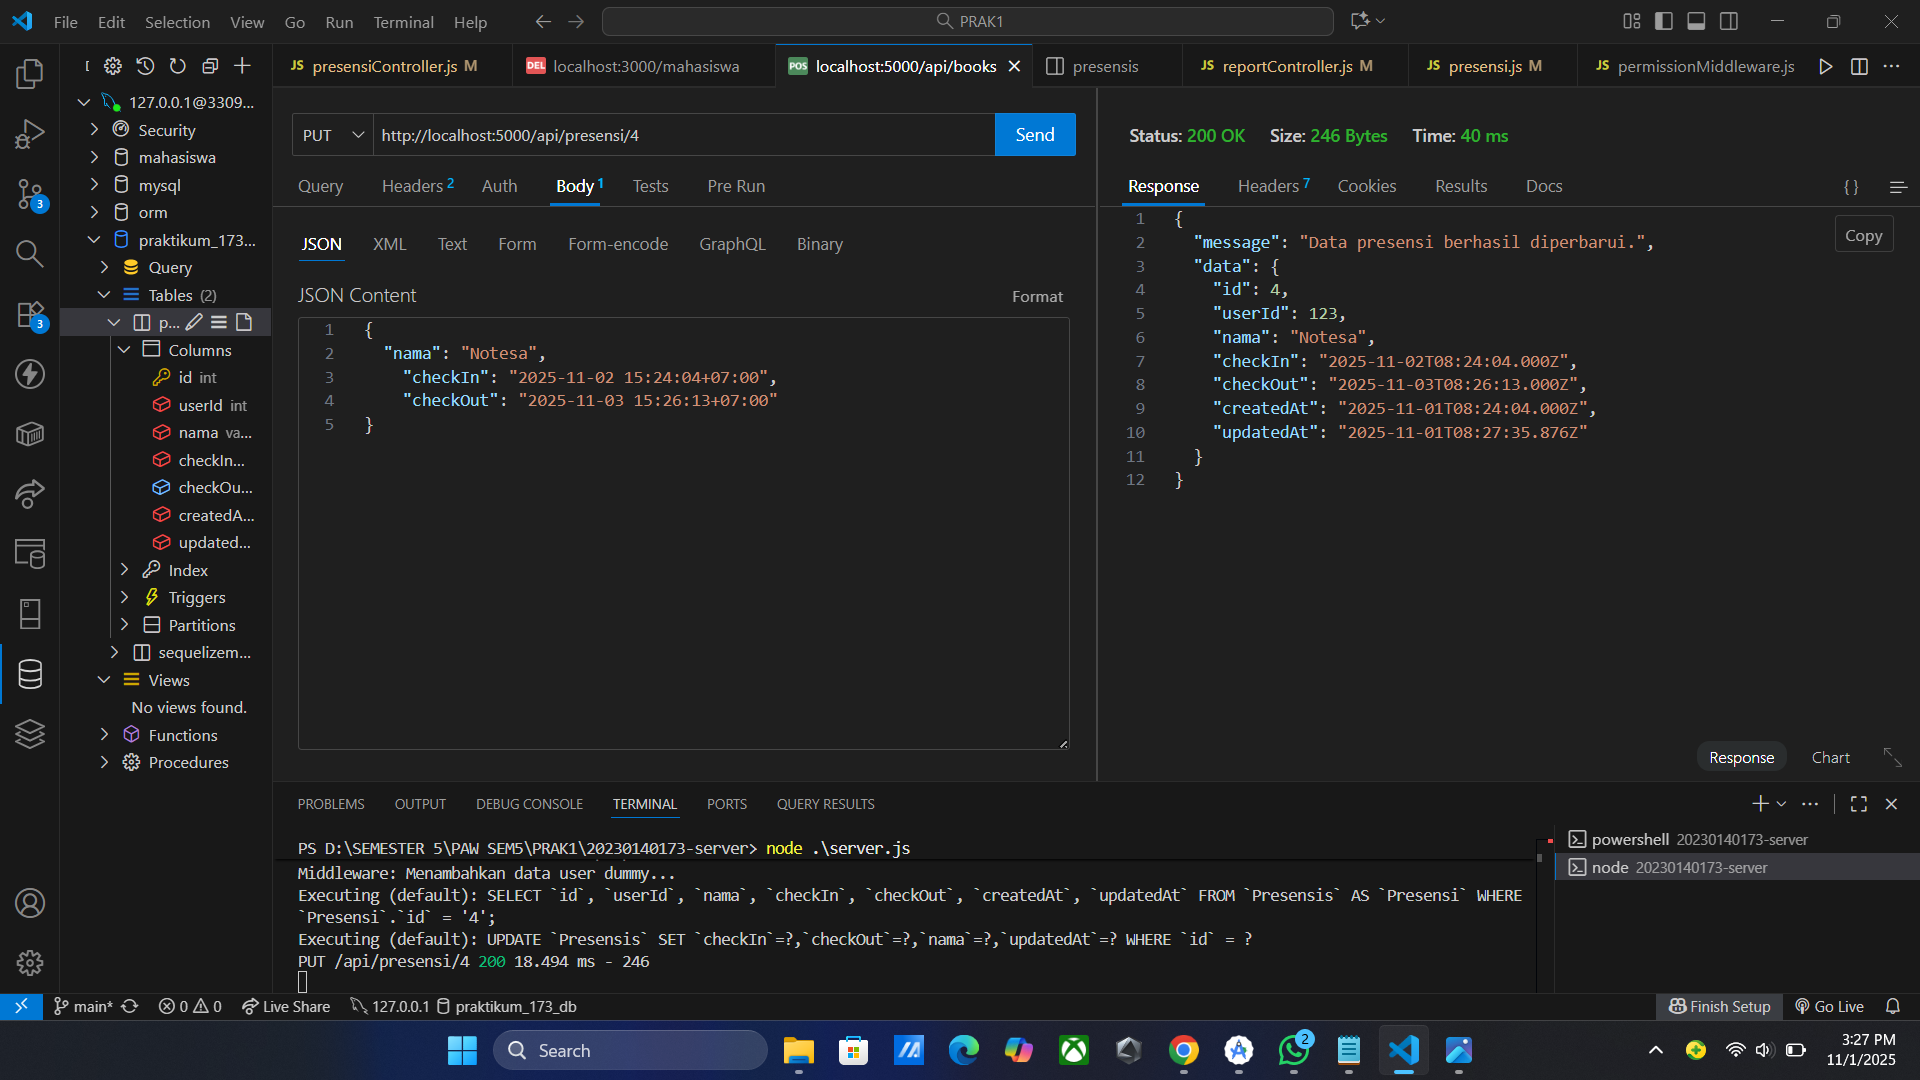 File Edit Selection View Go Run Terminal Help
PRAK1
presensiController.js M
DEL localhost:3000/mahasiswa
POS localhost:5000/api/books
presensis
JS reportController.js M
JS presensi.js M
JS permissionMiddleware.js
127.0.0.1@3309...
Security
mahasiswa
mysql
orm
praktikum_173...
Query
Tables (2)
p...
Columns
id int
userId int
nama va...
checkIn...
checkOu...
createdA...
updated...
Index
Triggers
Partitions
sequelizem...
Views
No views found.
Functions
Procedures
3
3
PUT http://localhost:5000/api/presensi/4 Send
Query Headers 2 Auth Body 1 Tests Pre Run
JSON XML Text Form Form-encode GraphQL Binary
JSON Content Format
1 {
2 "nama": "Notesa",
3 "checkIn": "2025-11-02 15:24:04+07:00",
4 "checkOut": "2025-11-03 15:26:13+07:00"
5 }
Status: 200 OK Size: 246 Bytes Time: 40 ms
Response Headers 7 Cookies Results Docs { }
Copy
1 {
2 "message": "Data presensi berhasil diperbarui.",
3 "data": {
4 "id": 4,
5 "userId": 123,
6 "nama": "Notesa",
7 "checkIn": "2025-11-02T08:24:04.000Z",
8 "checkOut": "2025-11-03T08:26:13.000Z",
9 "createdAt": "2025-11-01T08:24:04.000Z",
10 "updatedAt": "2025-11-01T08:27:35.876Z"
11 }
12 }
Response Chart
PROBLEMS OUTPUT DEBUG CONSOLE TERMINAL PORTS QUERY RESULTS
PS D:\SEMESTER 5\PAW SEM5\PRAK1\20230140173-server> node .\server.js
Middleware: Menambahkan data user dummy...
Executing (default): SELECT `id`, `userId`, `nama`, `checkIn`, `checkOut`, `createdAt`, `updatedAt` FROM `Presensis` AS `Presensi` WHERE
`Presensi`.`id` = '4';
Executing (default): UPDATE `Presensis` SET `checkIn`=?,`checkOut`=?,`nama`=?,`updatedAt`=? WHERE `id` = ?
PUT /api/presensi/4 200 18.494 ms - 246
powershell 20230140173-server
node 20230140173-server
main* 0 0 Live Share 127.0.0.1 praktikum_173_db
Finish Setup Go Live
Search
2
3:27 PM
11/1/2025